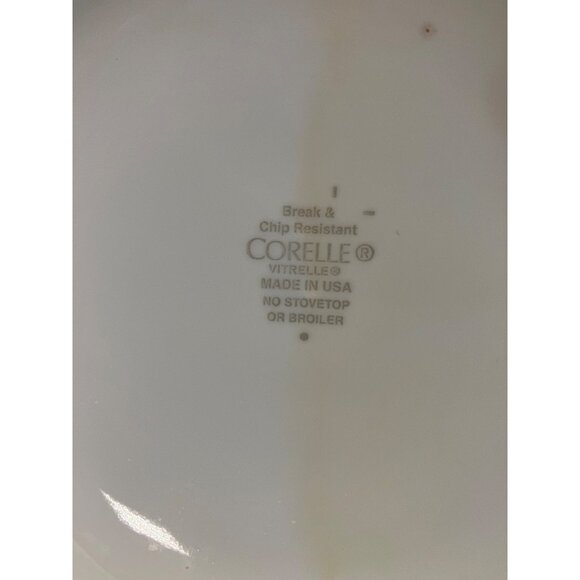 Break &
Chip Resistant
CORELLE®
VITRELLE®
MADE IN USA
NO STOVETOP
OR BROILER